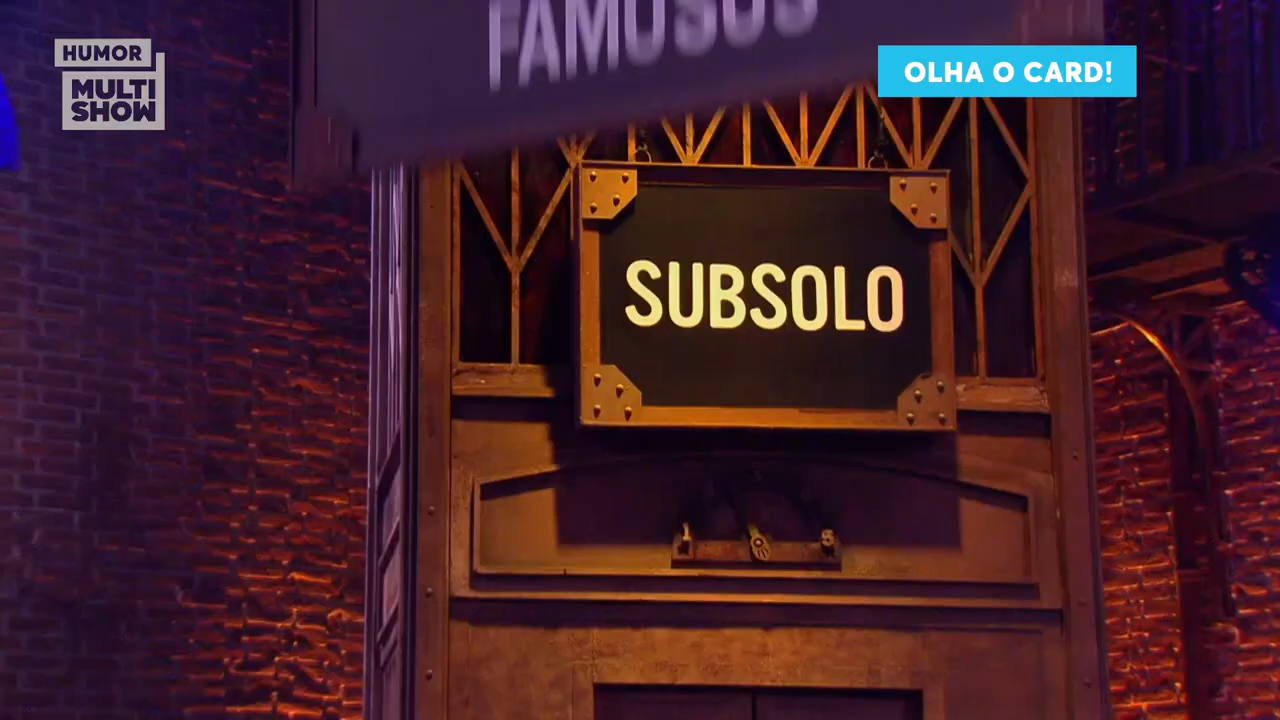 FAMOSOS
HUMOR
MULTI
SHOW
OLHA O CARD!
SUBSOLO